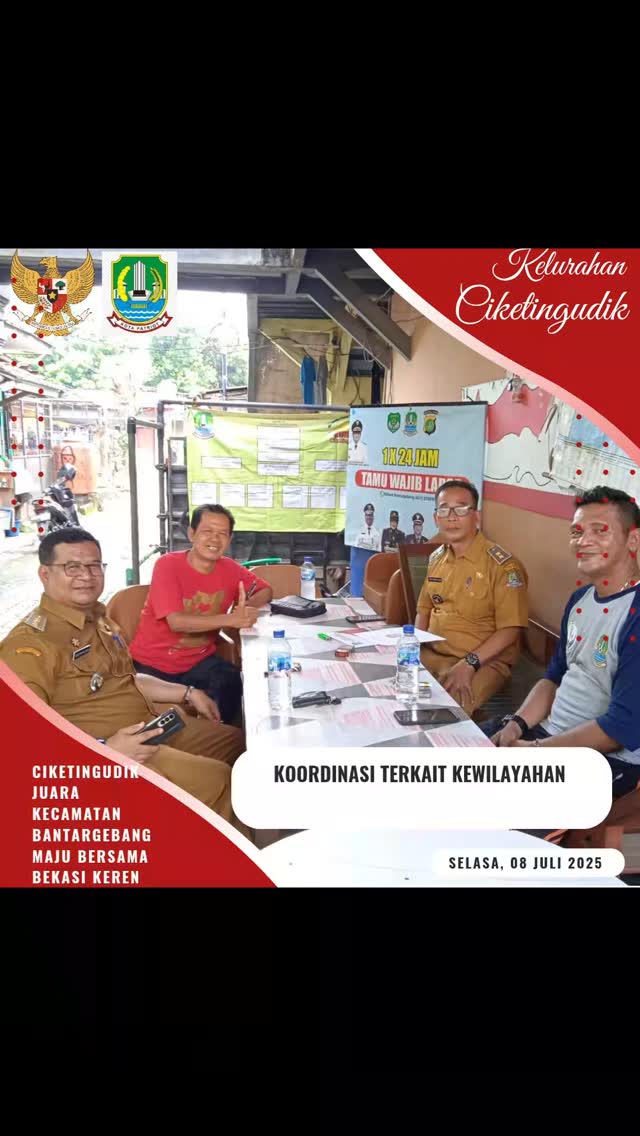 Kelurahan
Ciketingudik
KOTA PATRIOT
1 X 24 JAM
TAMU WAJIB LAPO
KOORDINASI TERKAIT KEWILAYAHAN
CIKETINGUDIK
JUARA
KECAMATAN
BANTARGEBANG
MAJU BERSAMA
BEKASI KEREN
SELASA, 08 JULI 2025